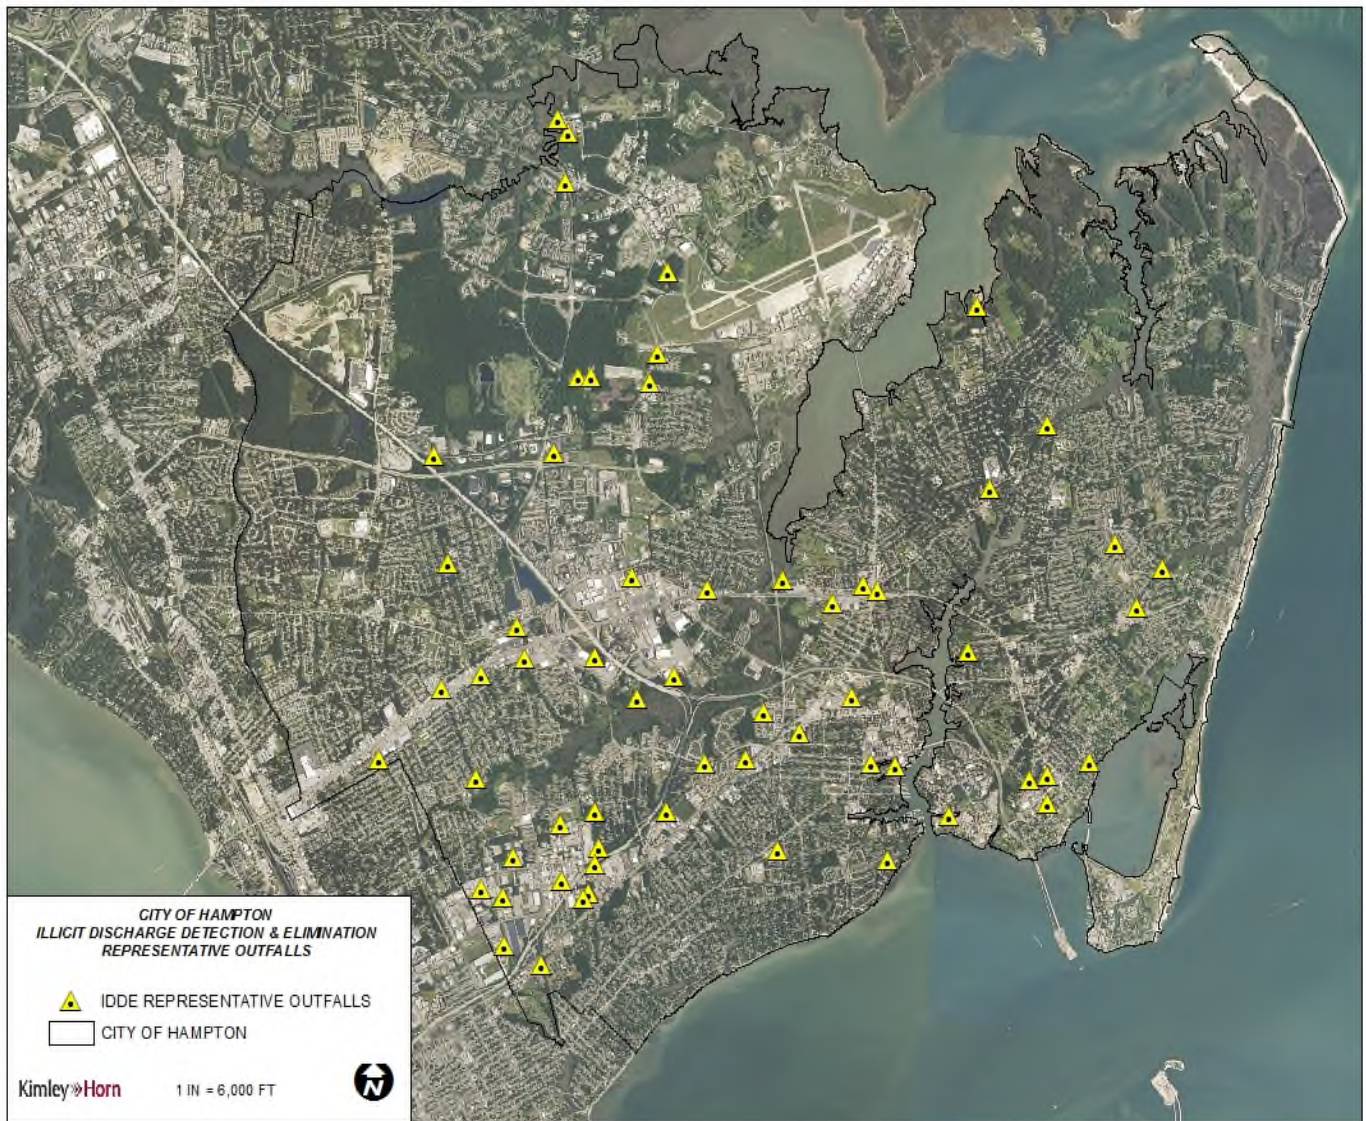 CITY OF HAMPTON
ILLICIT DISCHARGE DETECTION & ELIMINATION
REPRESENTATIVE OUTFALLS
IDDE REPRESENTATIVE OUTFALLS
CITY OF HAMPTON
Kimley»Horn 1 IN = 6,000 FT N